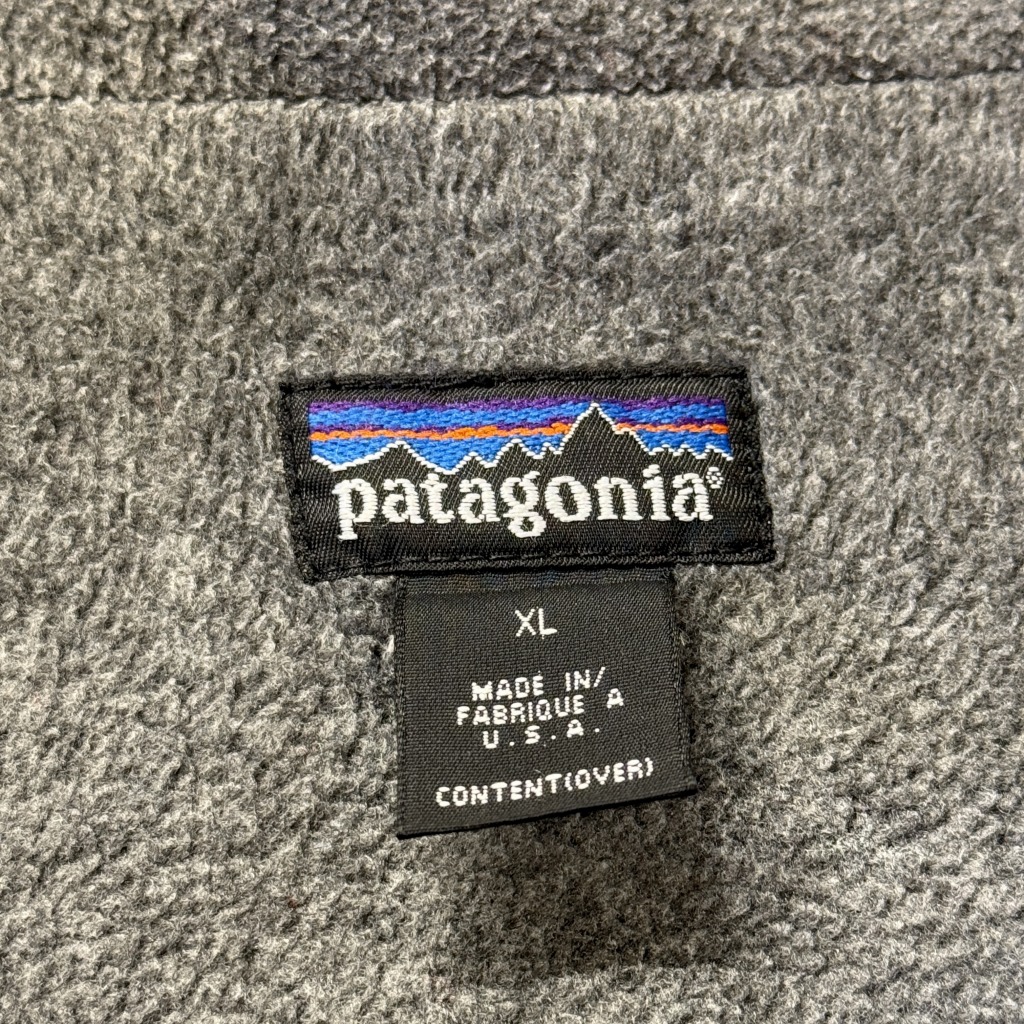 patagonia®
XL
MADE IN/
FABRIQUE A
U.S.A.
CONTENT(OVER)